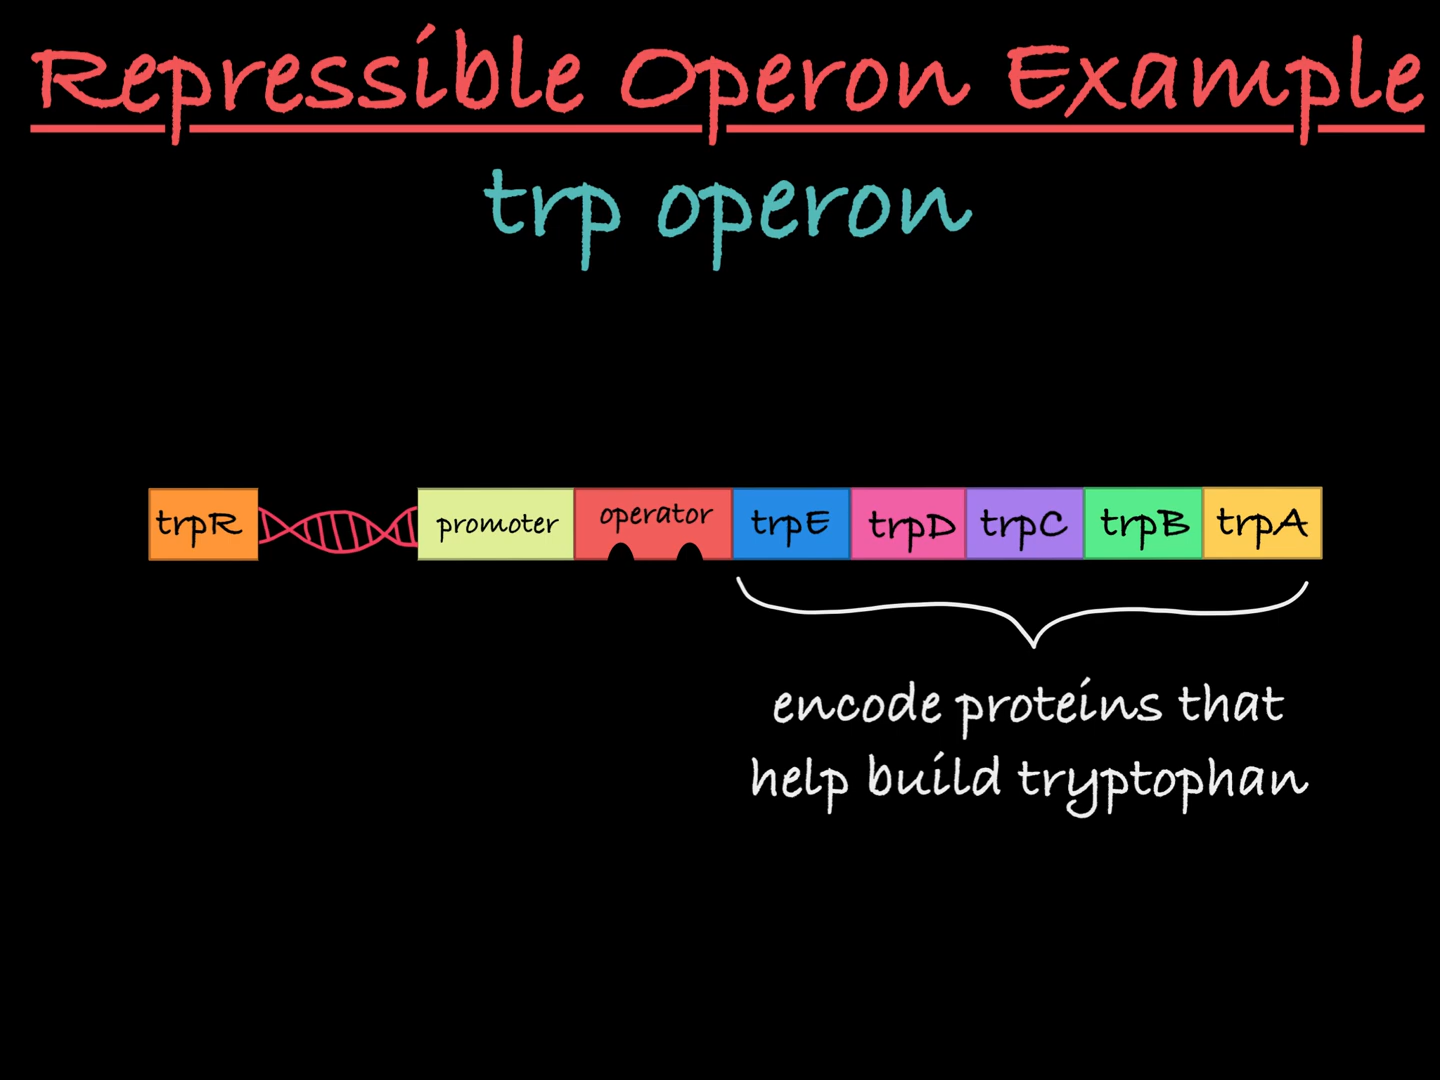 Repressible Operon Example
trp operon
trpR promoter operator trpE trpD trpC trpB trpA
encode proteins that
help build tryptophan